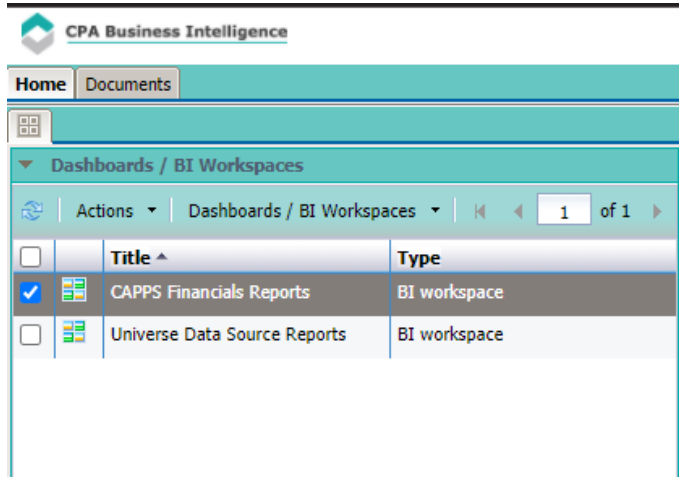 CPA Business Intelligence
Home Documents
Dashboards / BI Workspaces
Actions Dashboards / BI Workspaces 1 of 1
Title Type
CAPPS Financials Reports BI workspace
Universe Data Source Reports BI workspace